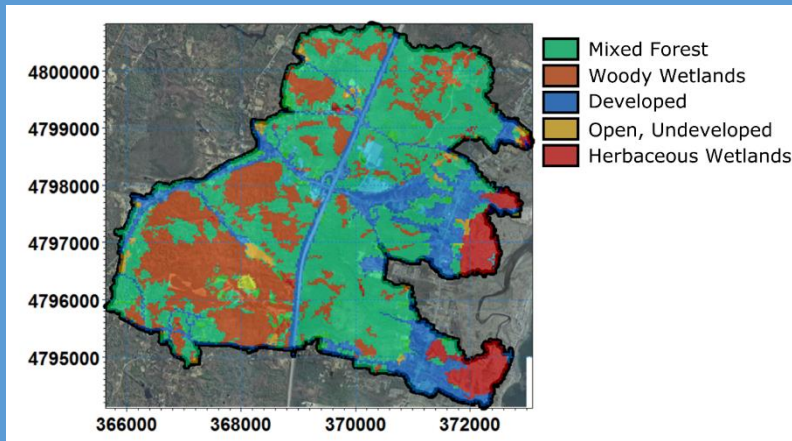 4800000
4799000
4798000
4797000
4796000
4795000
366000 368000 370000 372000
Mixed Forest
Woody Wetlands
Developed
Open, Undeveloped
Herbaceous Wetlands